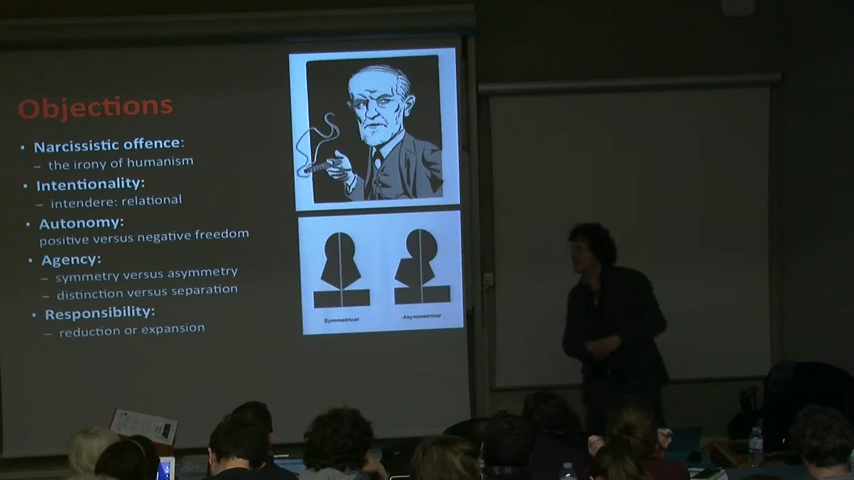 Objections
• Narcissistic offence:
– the irony of humanism
• Intentionality:
– intendere: relational
• Autonomy:
positive versus negative freedom
• Agency:
– symmetry versus asymmetry
– distinction versus separation
• Responsibility:
– reduction or expansion
Symmetrical
Asymmetrical